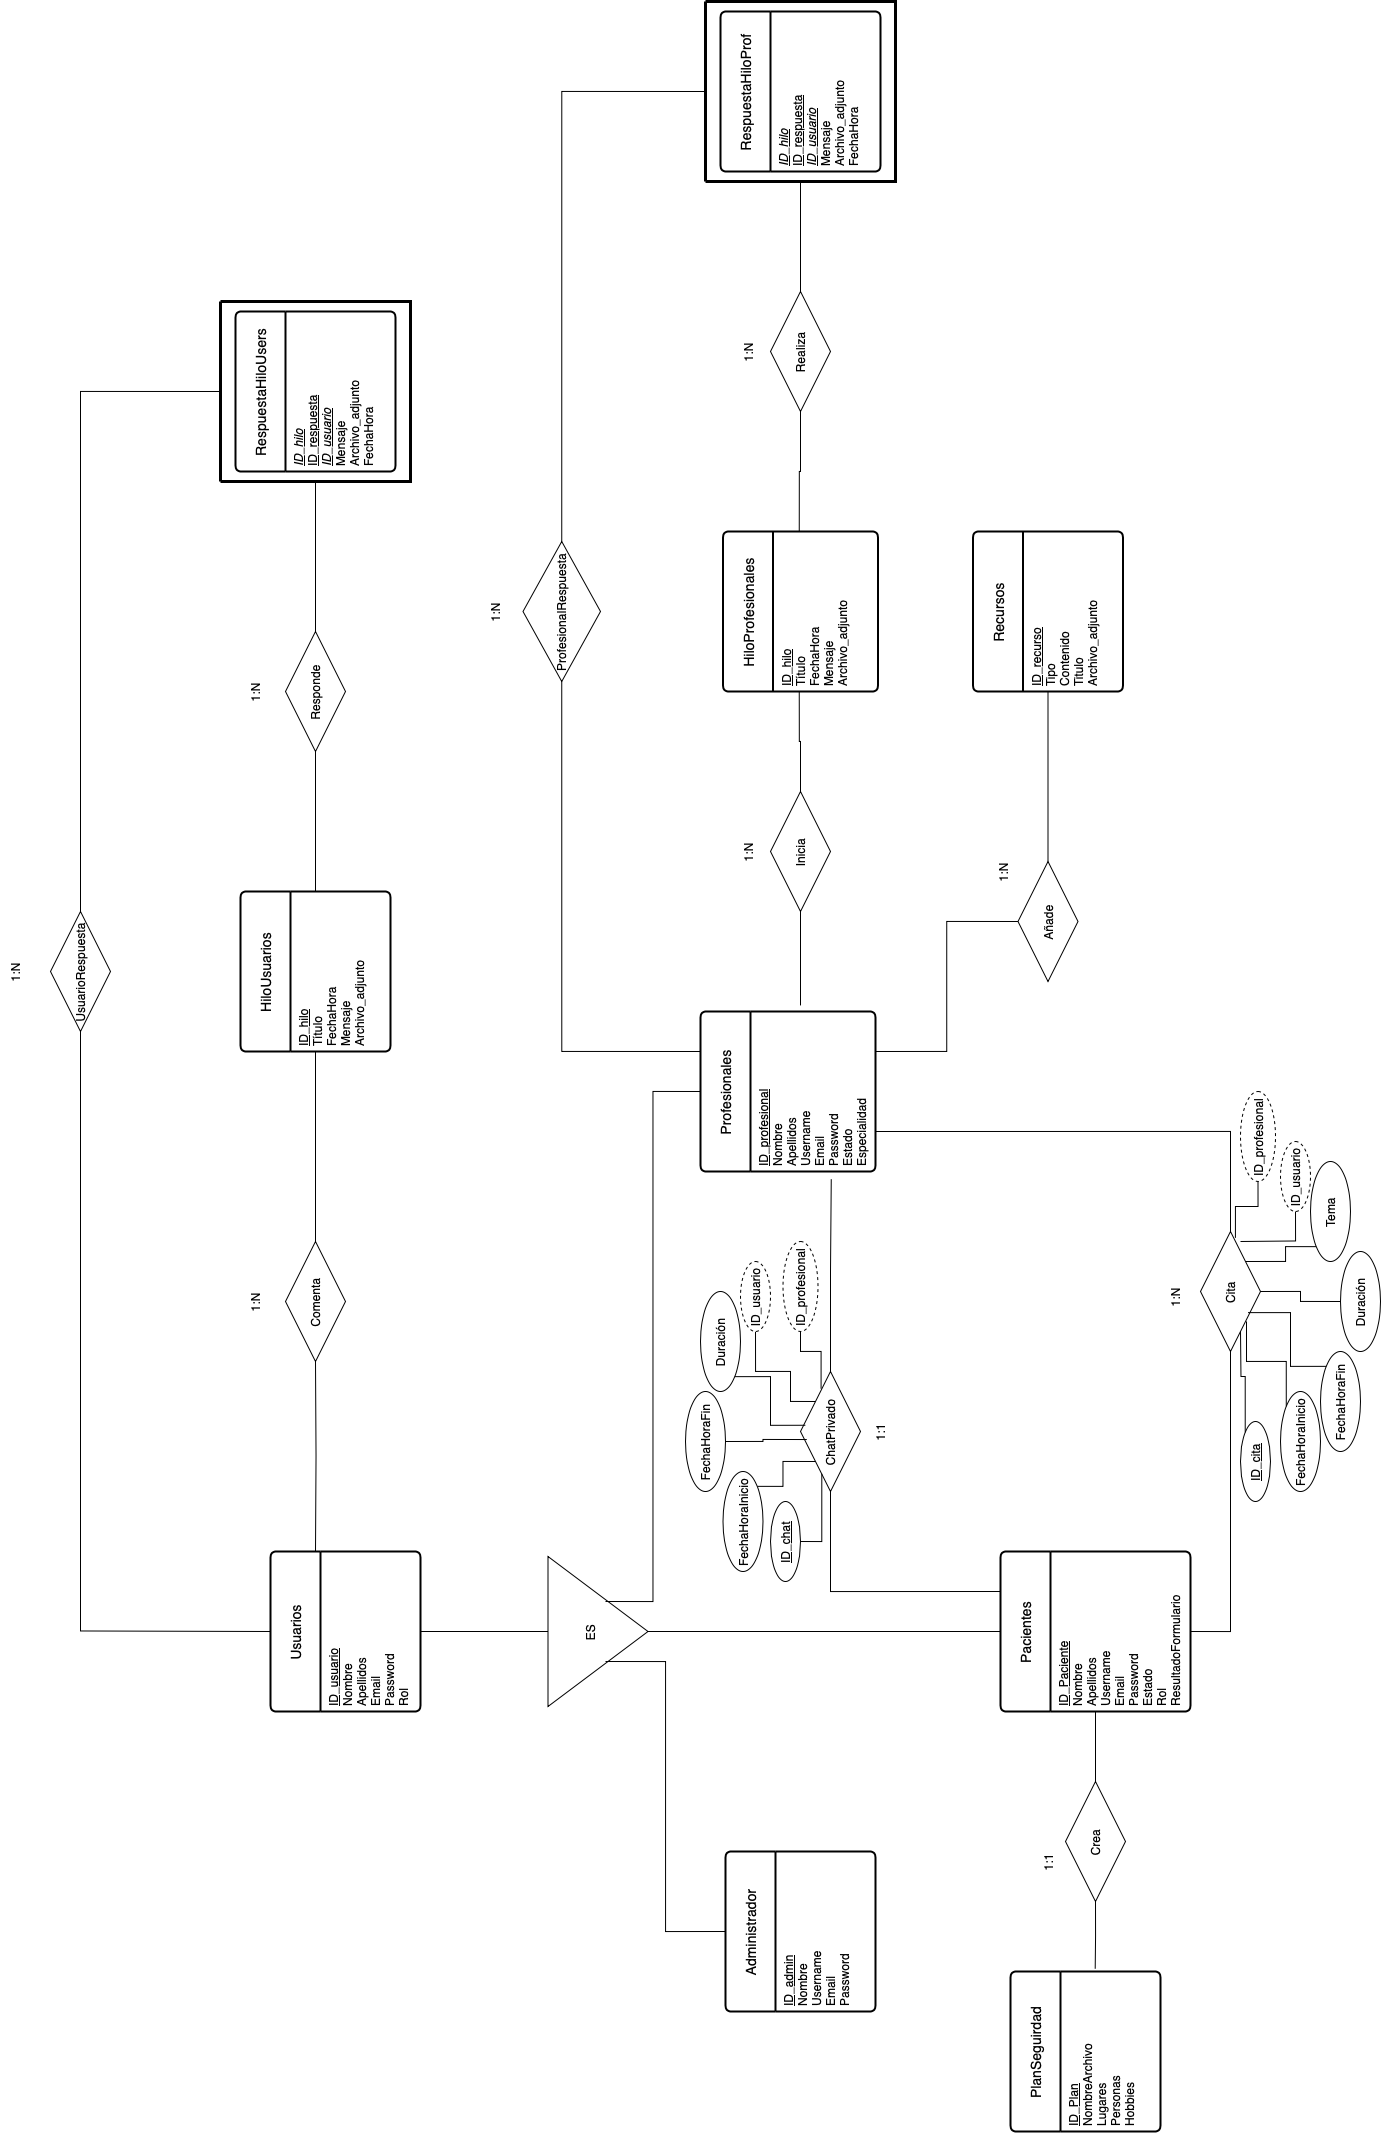 1:N
UsuarioRespuesta
Usuarios
ID_usuario
Nombre
Apellidos
Email
Password
Rol
1:N
Comenta
HiloUsuarios
ID_hilo
Titulo
FechaHora
Mensaje
Archivo_adjunto
1:N
Responde
RespuestaHiloUsers
ID_hilo
ID_respuesta
ID_usuario
Mensaje
Archivo_adjunto
FechaHora
ES
1:N
ProfesionalRespuesta
Administrador
ID_admin
Nombre
Username
Email
Password
FechaHoraFin
Duración
FechaHoraInicio
ID_usuario
ID_chat
ID_profesional
ChatPrivado
1:1
Profesionales
ID_profesional
Nombre
Apellidos
Username
Email
Password
Estado
Especialidad
1:N
Inicia
HiloProfesionales
ID_hilo
Titulo
FechaHora
Mensaje
Archivo_adjunto
1:N
Realiza
RespuestaHiloProf
ID_hilo
ID_respuesta
ID_usuario
Mensaje
Archivo_adjunto
FechaHora
1:N
Añade
Recursos
ID_recurso
Tipo
Contenido
Titulo
Archivo_adjunto
PlanSeguirdad
ID_Plan
NombreArchivo
Lugares
Personas
Hobbies
1:1
Crea
Pacientes
ID_Paciente
Nombre
Apellidos
Username
Email
Password
Estado
Rol
ResultadoFormulario
1:N
Cita
ID_cita
FechaHoraInicio
FechaHoraFin
Duración
Tema
ID_usuario
ID_profesional